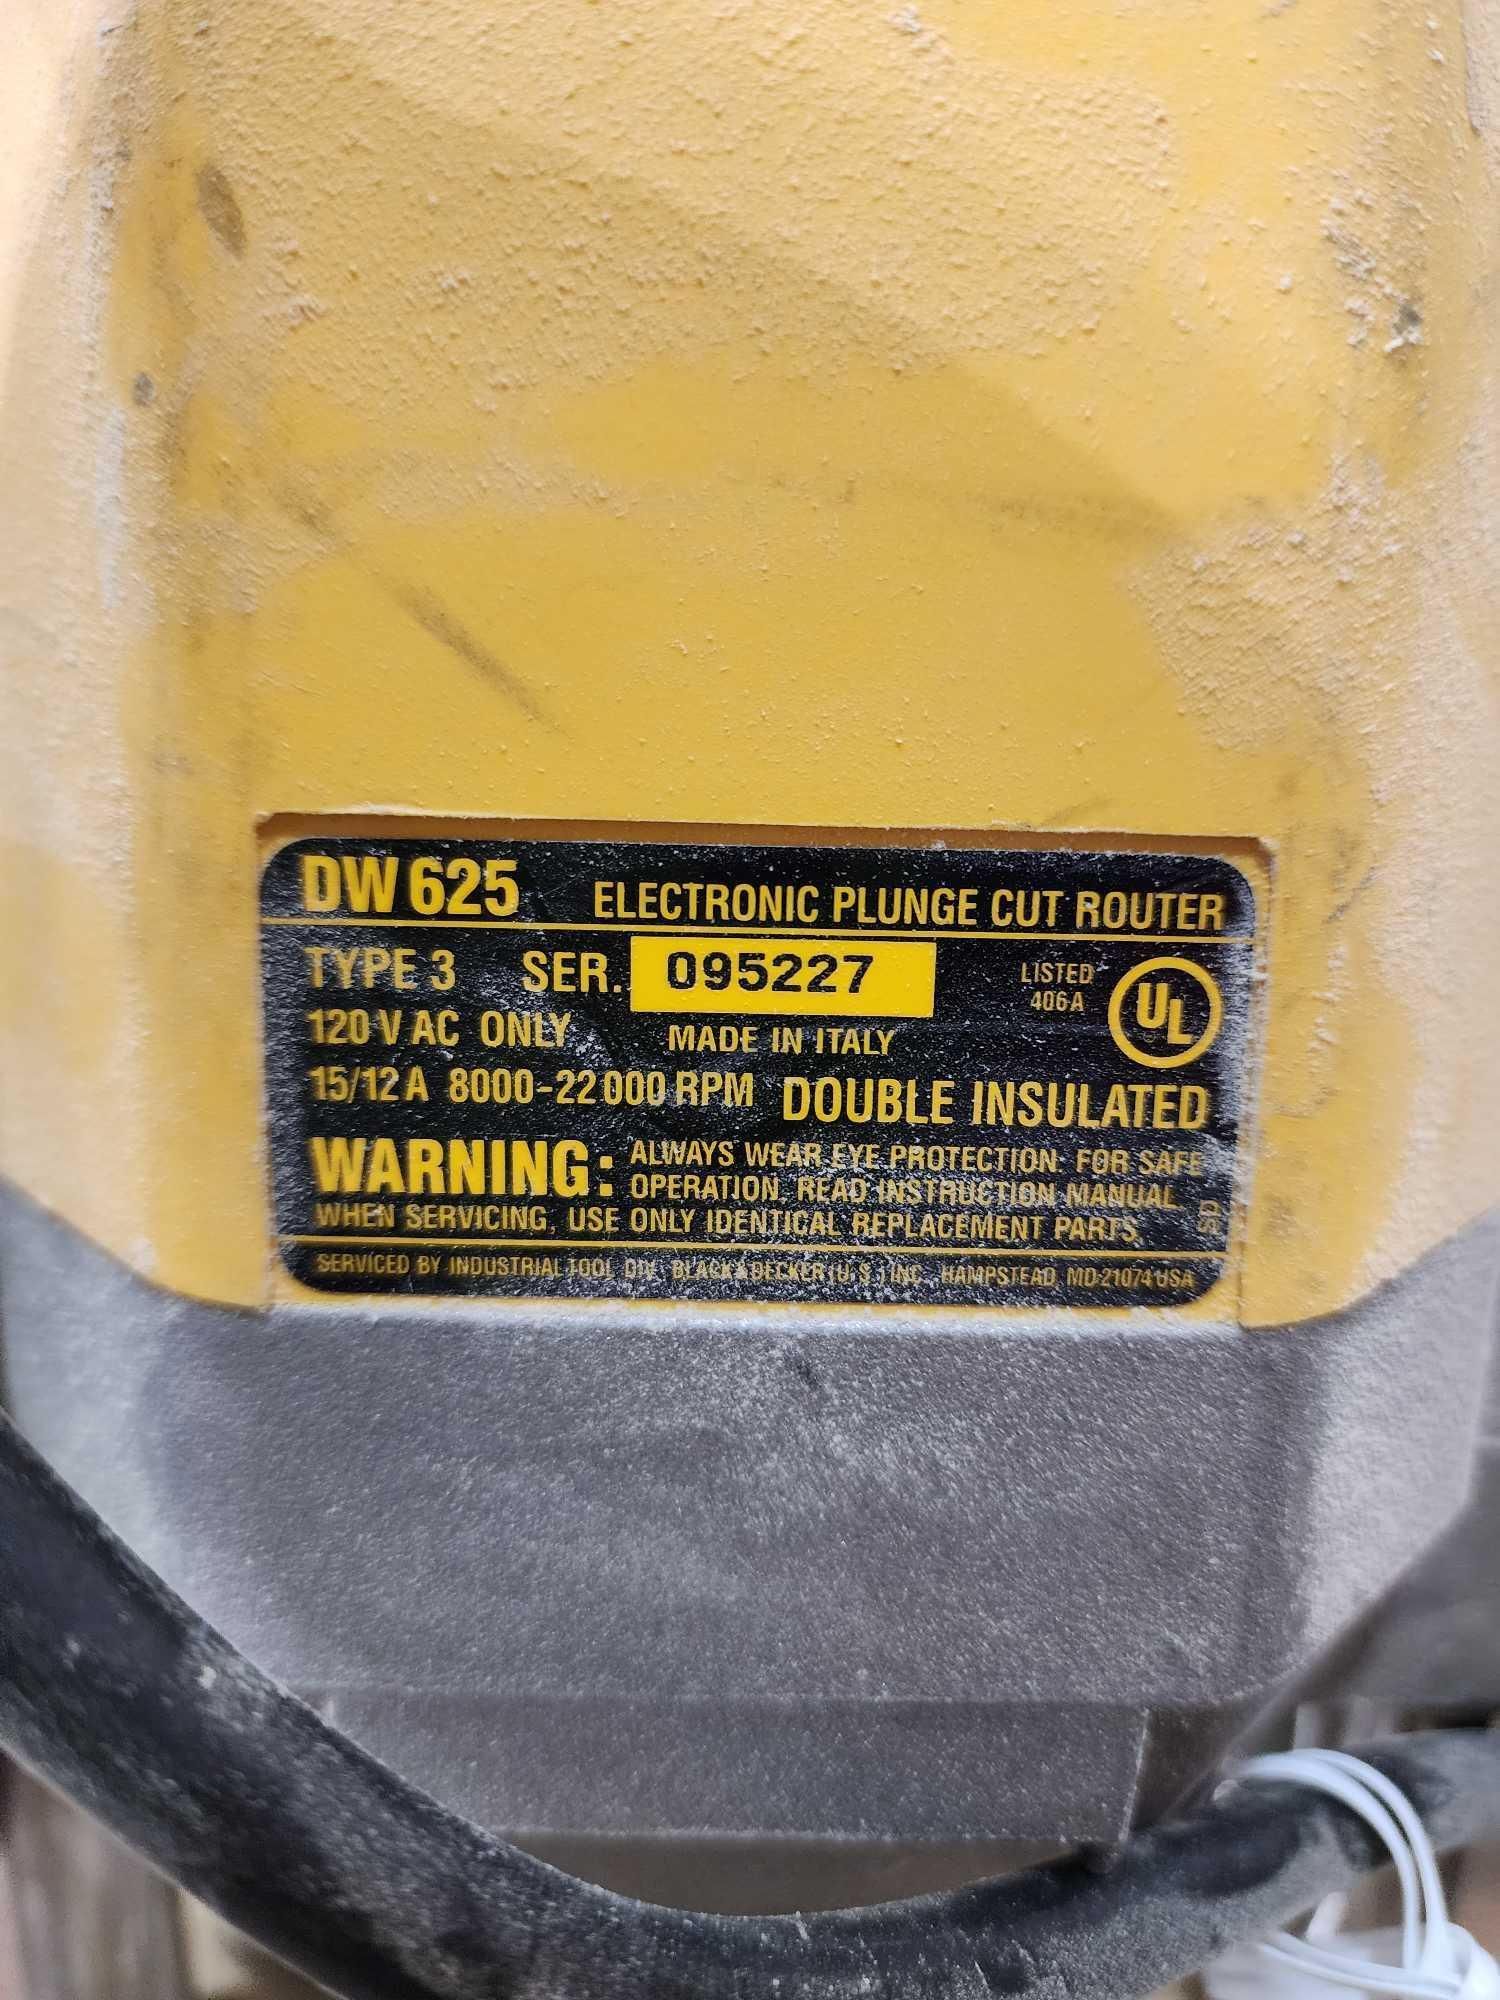 DW 625 ELECTRONIC PLUNGE CUT ROUTER
TYPE 3 SER. 095227 LISTED 406A UL
120 V AC ONLY MADE IN ITALY
15/12 A 8000-22000 RPM DOUBLE INSULATED
WARNING: ALWAYS WEAR EYE PROTECTION. FOR SAFE
OPERATION, READ INSTRUCTION MANUAL.
WHEN SERVICING, USE ONLY IDENTICAL REPLACEMENT PARTS.
SD
SERVICED BY INDUSTRIAL TOOL DIV. BLACK & DECKER (U.S.) INC. HAMPSTEAD MD-21074 USA